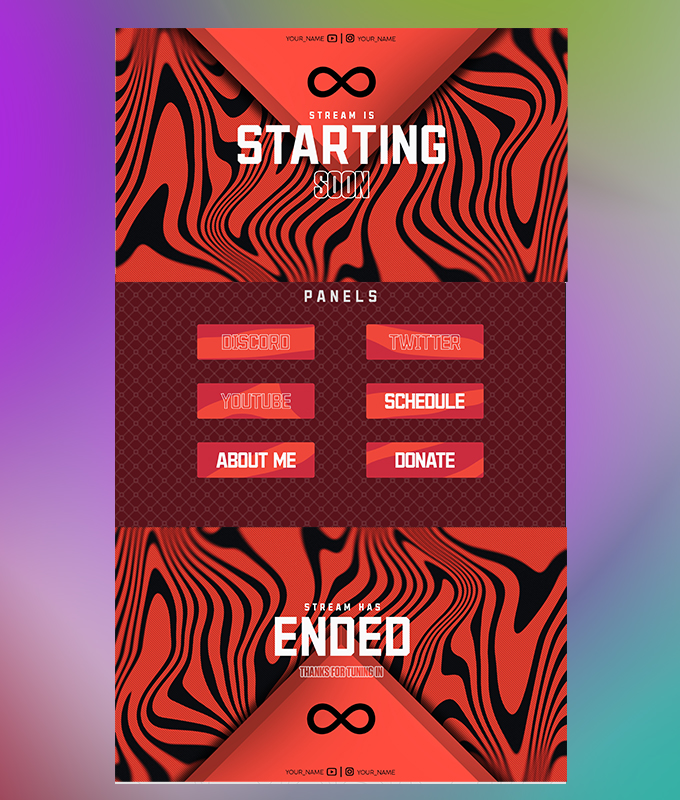 YOUR_NAME | YOUR_NAME
STREAM IS
STARTING
SOON
PANELS
DISCORD TWITTER
YOUTUBE SCHEDULE
ABOUT ME DONATE
STREAM HAS
ENDED
THANKS FOR TUNING IN
YOUR_NAME | YOUR_NAME